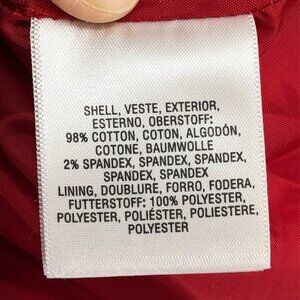 SHELL, VESTE, EXTERIOR,
ESTERNO, OBERSTOFF:
98% COTTON, COTON, ALGODÓN,
COTONE, BAUMWOLLE
2% SPANDEX, SPANDEX, SPANDEX,
SPANDEX, SPANDEX
LINING, DOUBLURE, FORRO, FODERA,
FUTTERSTOFF: 100% POLYESTER,
POLYESTER, POLIÉSTER, POLIESTERE,
POLYESTER